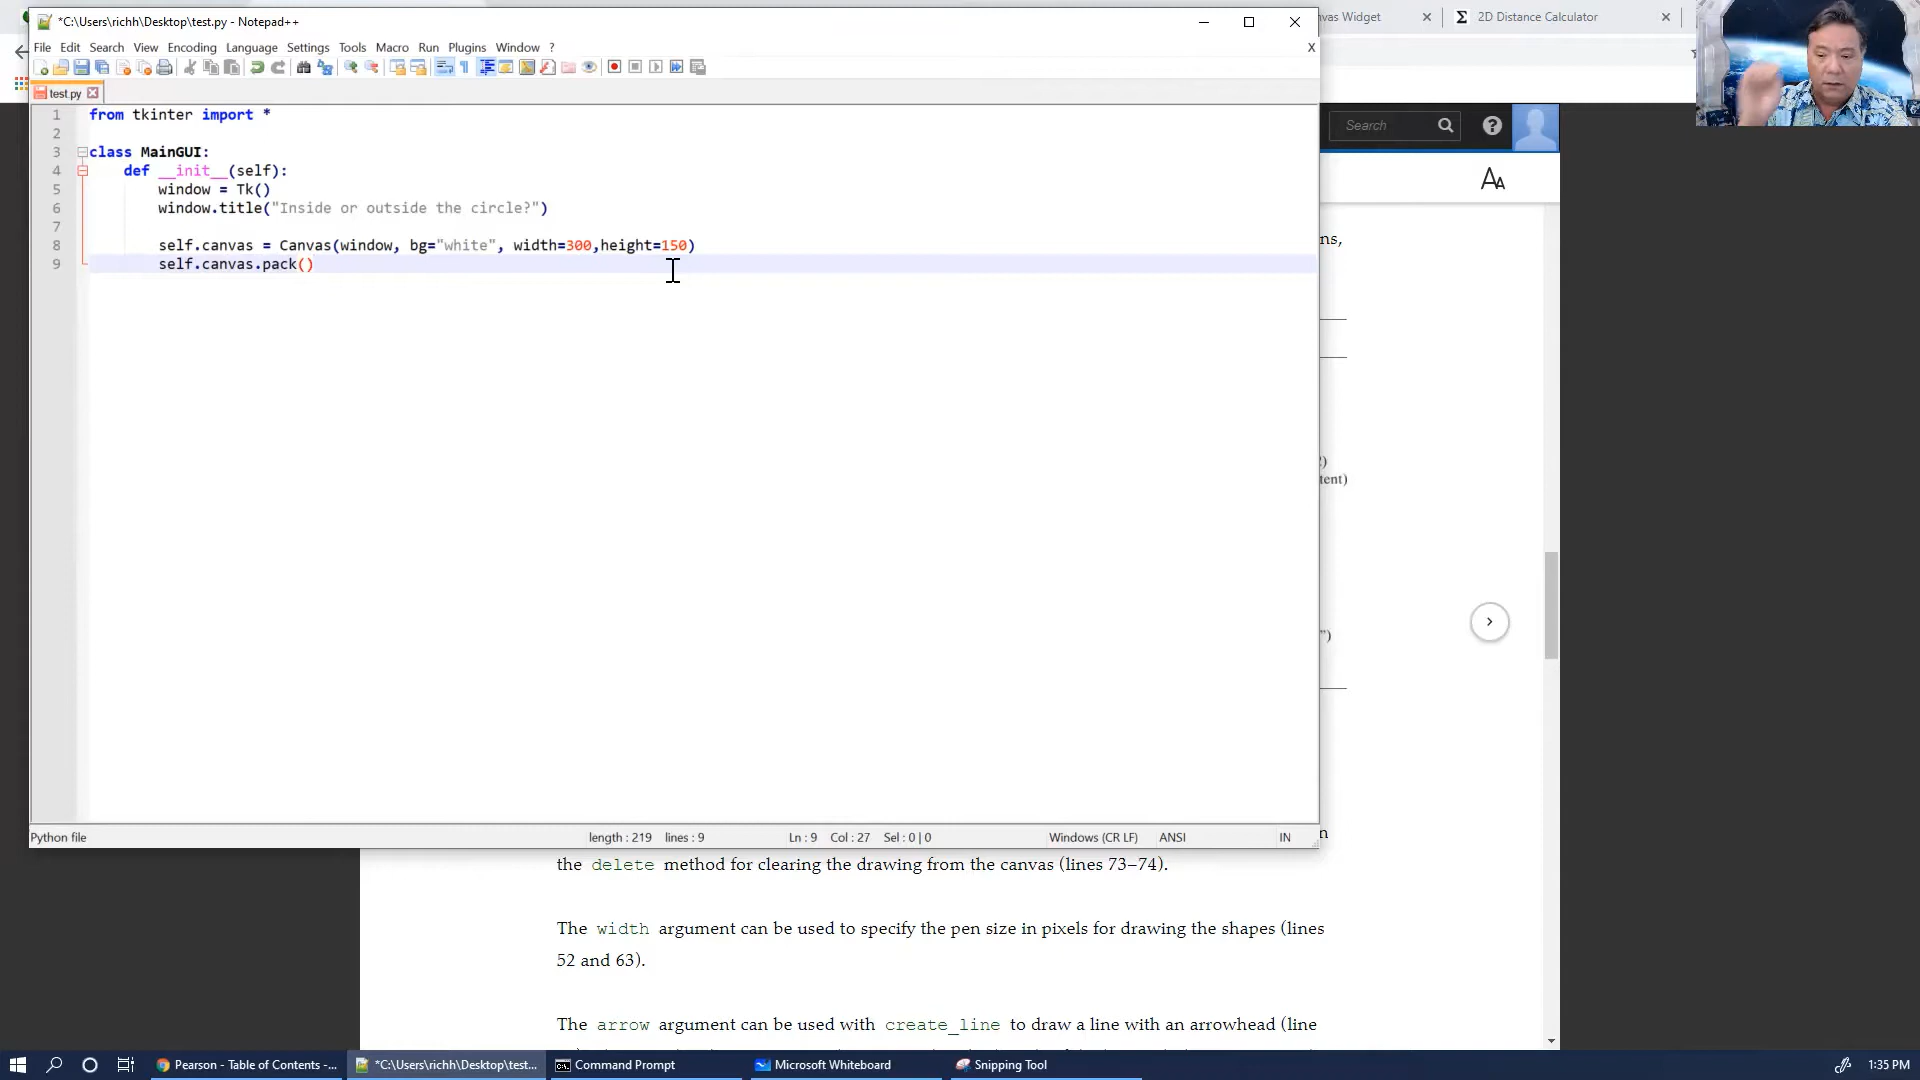 *C:\Users\richh\Desktop\test.py - Notepad++
nvas Widget
2D Distance Calculator
File Edit Search View Encoding Language Settings Tools Macro Run Plugins Window ?
X
test.py
Search
1 from tkinter import *
2
3 class MainGUI:
4 def __init__(self):
5 window = Tk()
6 window.title("Inside or outside the circle?")
7
8 self.canvas = Canvas(window, bg="white", width=300,height=150)
9 self.canvas.pack()
ns,
2)
tent)
")
n
Python file length : 219 lines : 9 Ln : 9 Col : 27 Sel : 0 | 0 Windows (CR LF) ANSI IN
the delete method for clearing the drawing from the canvas (lines 73–74).
The width argument can be used to specify the pen size in pixels for drawing the shapes (lines
52 and 63).
The arrow argument can be used with create_line to draw a line with an arrowhead (line
Pearson - Table of Contents -...
*C:\Users\richh\Desktop\test...
Command Prompt
Microsoft Whiteboard
Snipping Tool
1:35 PM